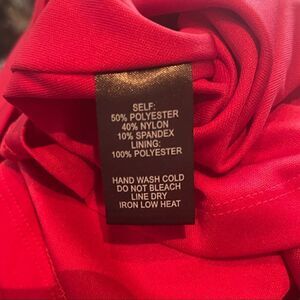 SELF:
50% POLYESTER
40% NYLON
10% SPANDEX
LINING:
100% POLYESTER
HAND WASH COLD
DO NOT BLEACH
LINE DRY
IRON LOW HEAT